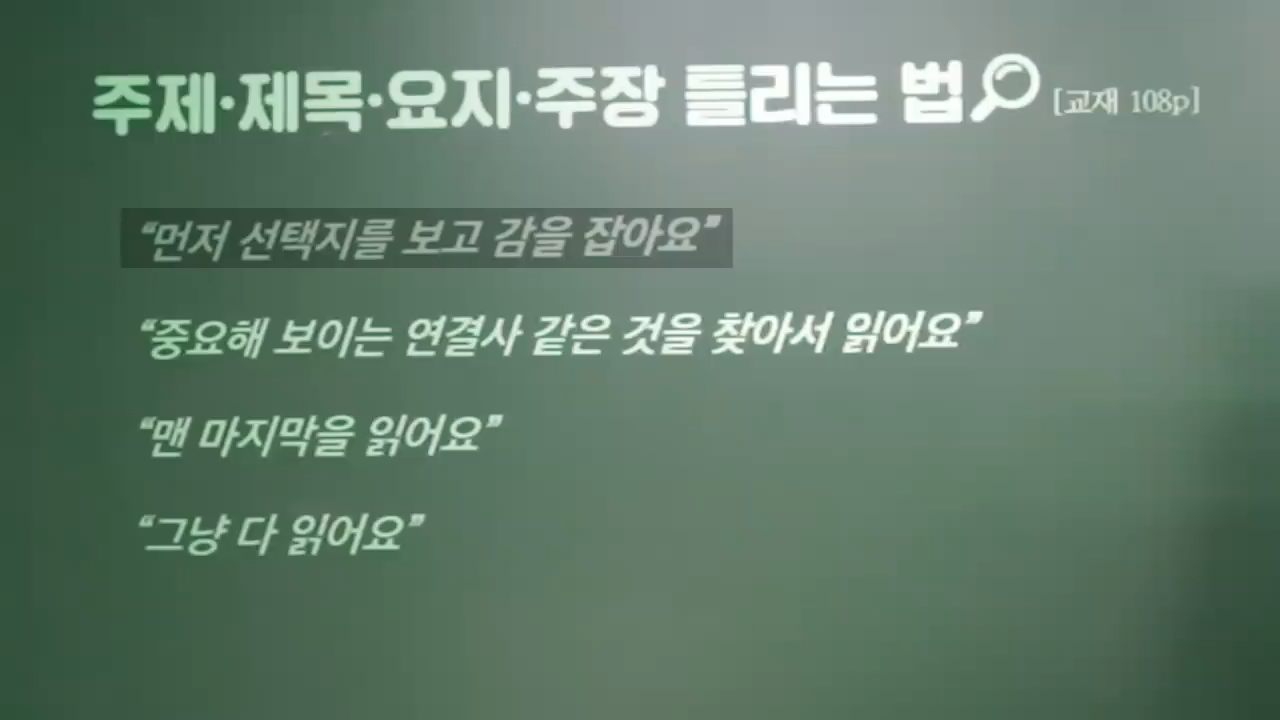 주제·제목·요지·주장 틀리는 법 [교재 108p]
“먼저 선택지를 보고 감을 잡아요”
“중요해 보이는 연결사 같은 것을 찾아서 읽어요”
“맨 마지막을 읽어요”
“그냥 다 읽어요”